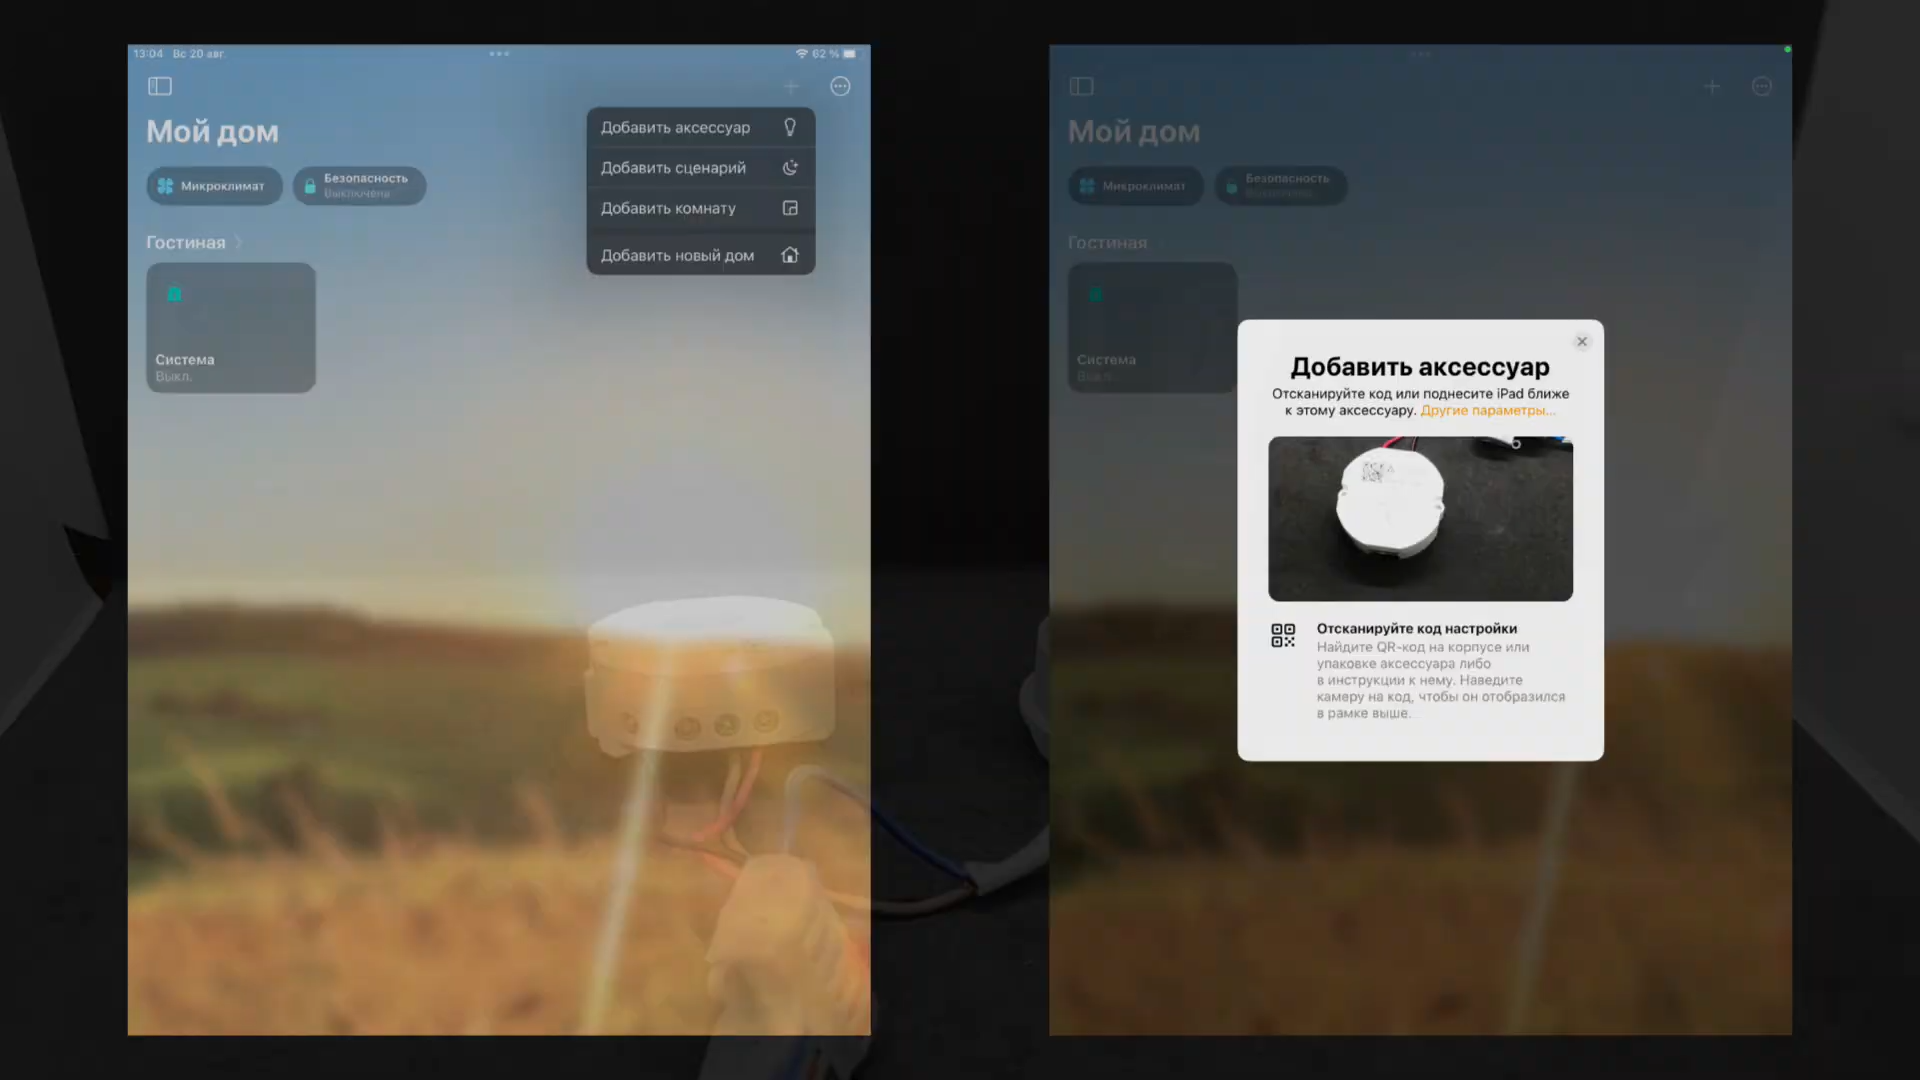 13:04 Вс 20 авг.
62 %
Мой дом
Микроклимат
Безопасность
Выключена
Гостиная
Система
Выкл.
Добавить аксессуар
Добавить сценарий
Добавить комнату
Добавить новый дом
Мой дом
Микроклимат
Безопасность
Выключена
Гостиная
Система
Выкл.
Добавить аксессуар
Отсканируйте код или поднесите iPad ближе
к этому аксессуару. Другие параметры...
Отсканируйте код настройки
Найдите QR-код на корпусе или
упаковке аксессуара либо
в инструкции к нему. Наведите
камеру на код, чтобы он отобразился
в рамке выше.